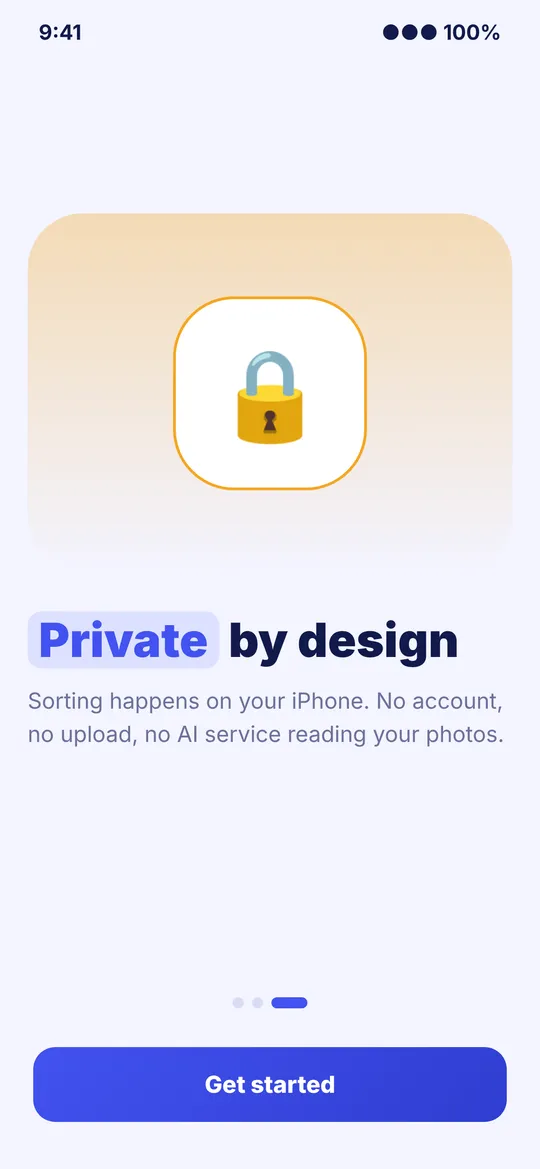 9:41
100%
Private by design
Sorting happens on your iPhone. No account,
no upload, no AI service reading your photos.
Get started